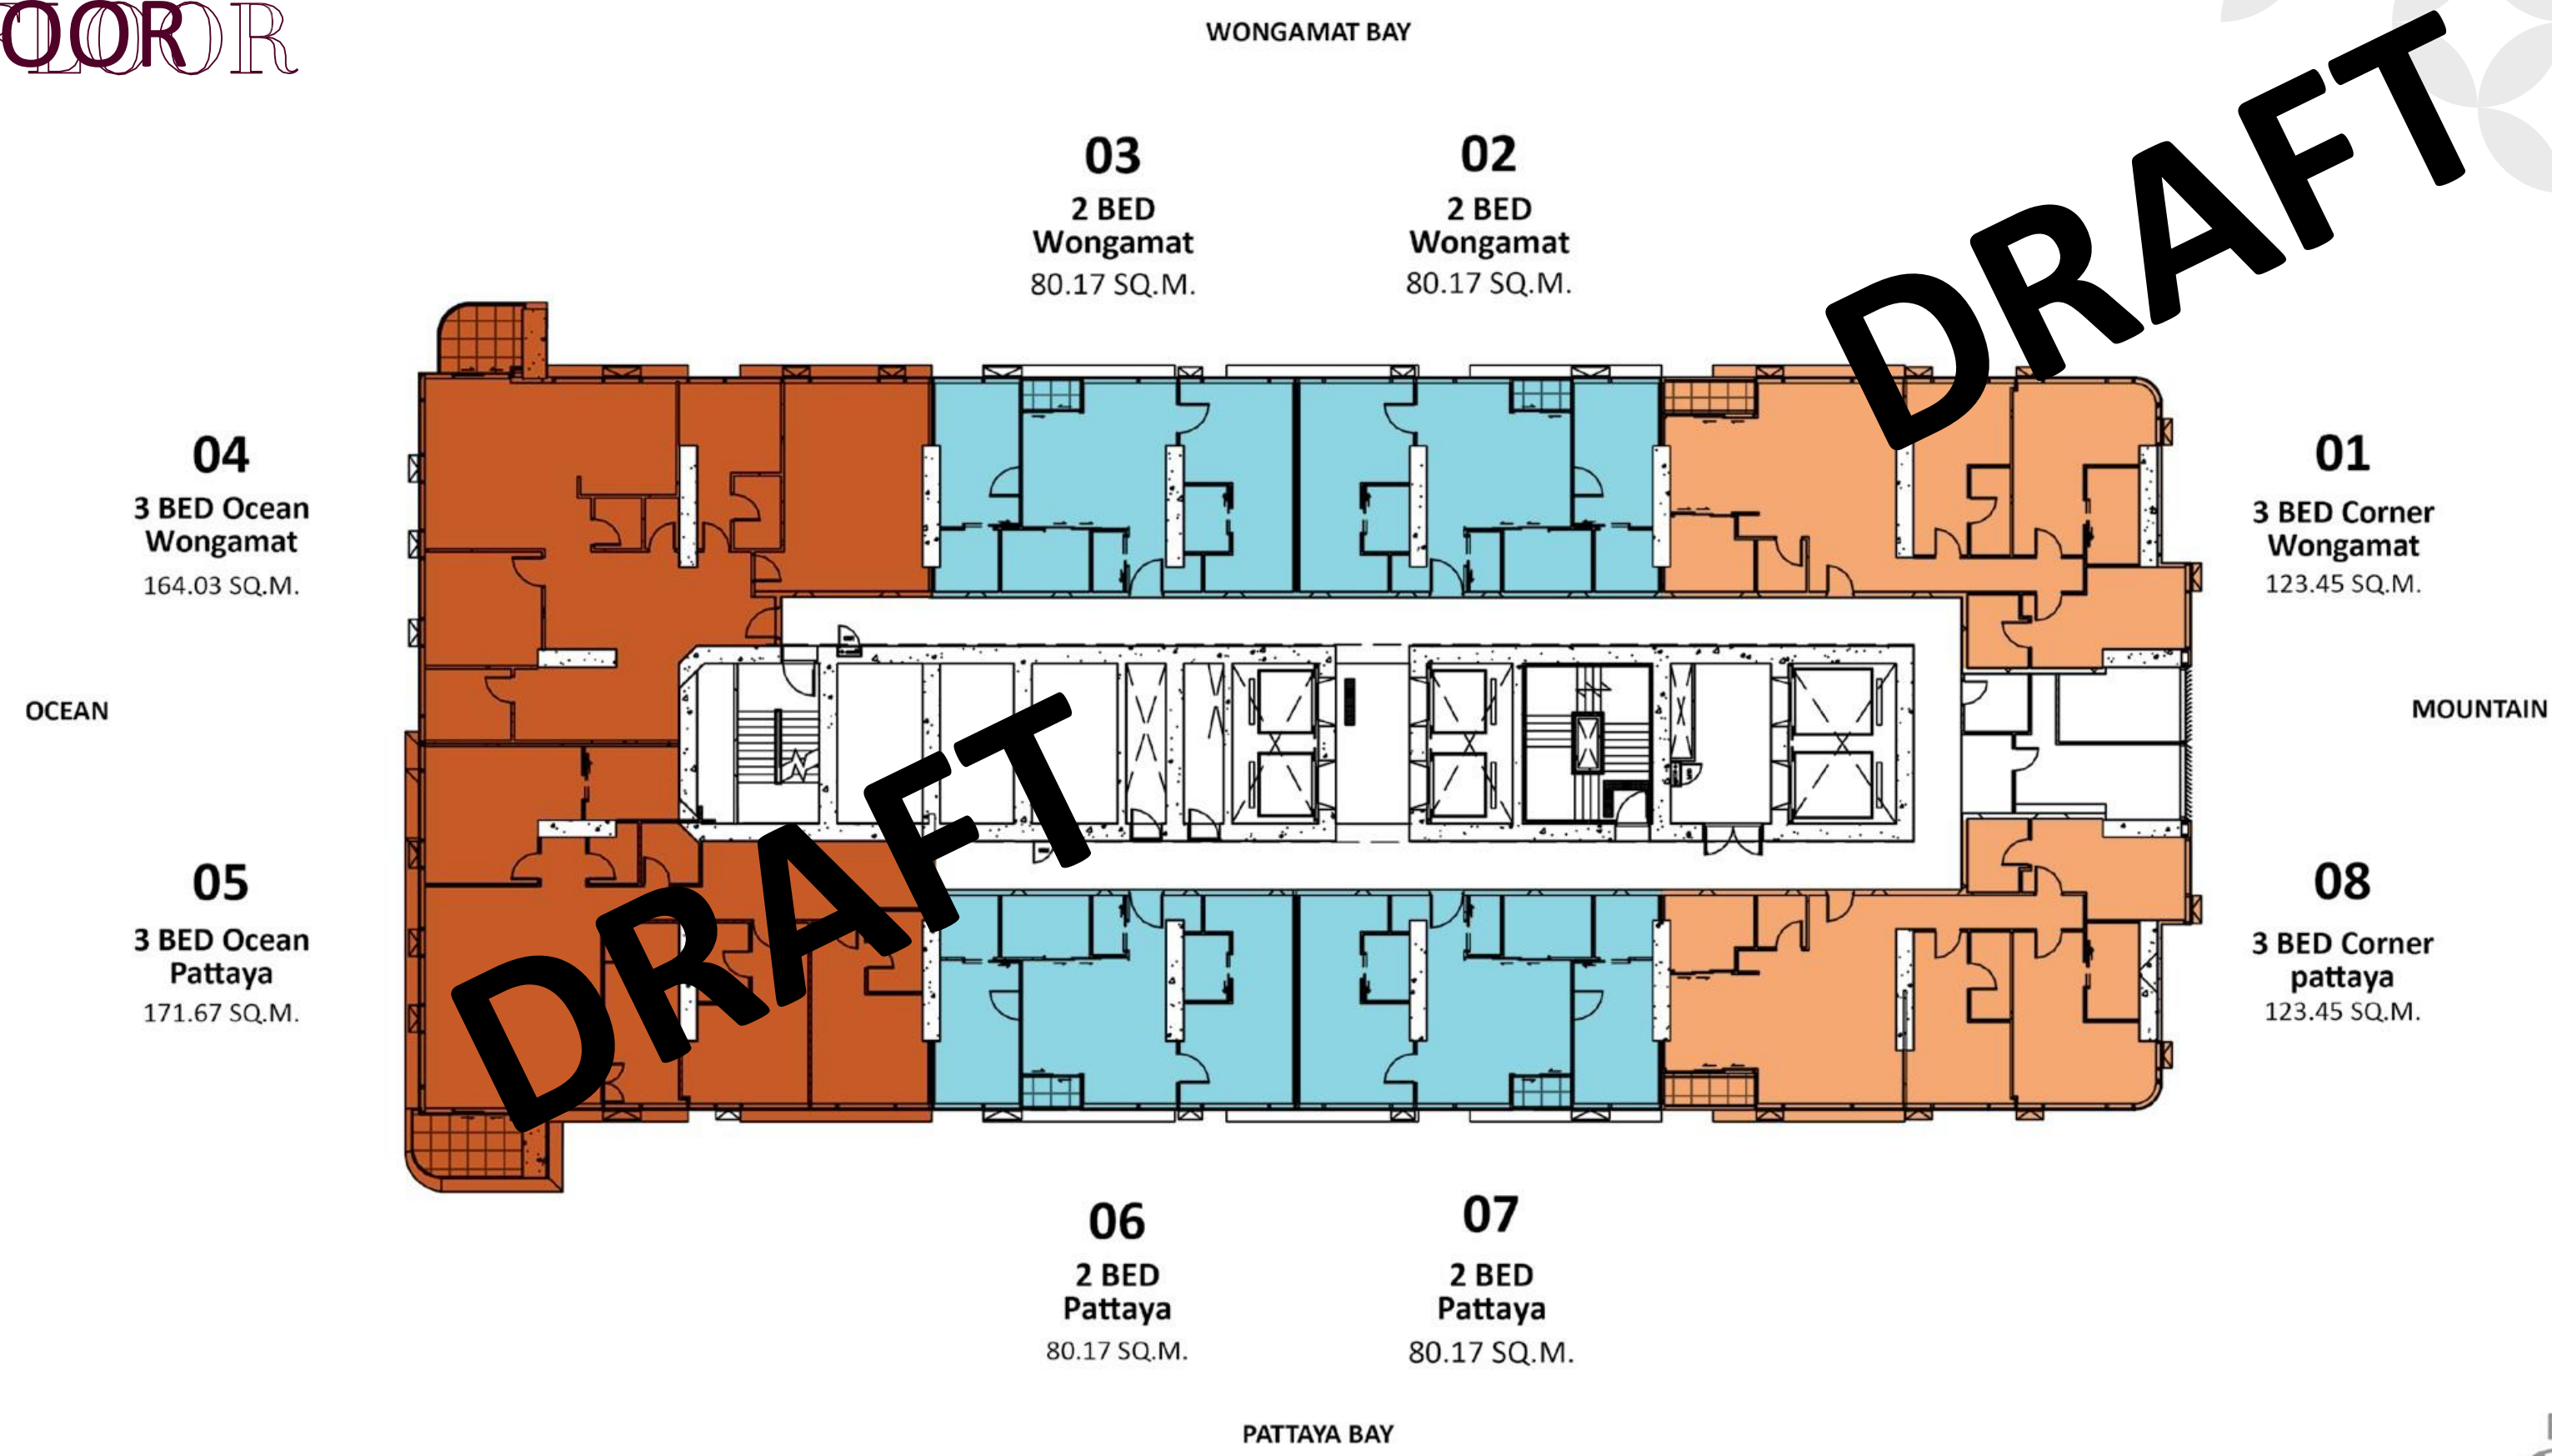 FLOOR
WONGAMAT BAY
DRAFT
03
2 BED
Wongamat
80.17 SQ.M.
02
2 BED
Wongamat
80.17 SQ.M.
04
3 BED Ocean
Wongamat
164.03 SQ.M.
01
3 BED Corner
Wongamat
123.45 SQ.M.
OCEAN
MOUNTAIN
DRAFT
05
3 BED Ocean
Pattaya
171.67 SQ.M.
08
3 BED Corner
pattaya
123.45 SQ.M.
06
2 BED
Pattaya
80.17 SQ.M.
07
2 BED
Pattaya
80.17 SQ.M.
PATTAYA BAY